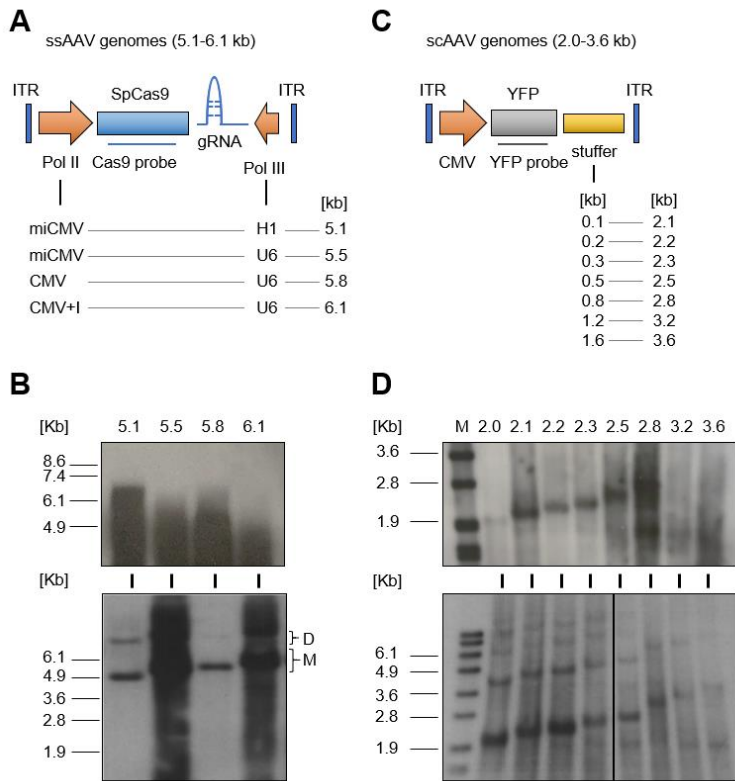 A
ssAAV genomes (5.1-6.1 kb)
ITR SpCas9 ITR
gRNA
Pol II Cas9 probe Pol III
[kb]
miCMV H1 5.1
miCMV U6 5.5
CMV U6 5.8
CMV+I U6 6.1
C
scAAV genomes (2.0-3.6 kb)
ITR YFP ITR
CMV YFP probe stuffer
[kb] [kb]
0.1 2.1
0.2 2.2
0.3 2.3
0.5 2.5
0.8 2.8
1.2 3.2
1.6 3.6
B
[Kb] 5.1 5.5 5.8 6.1
8.6
7.4
6.1
4.9
[Kb]
D
M
6.1
4.9
3.6
2.8
1.9
D
[Kb] M 2.0 2.1 2.2 2.3 2.5 2.8 3.2 3.6
3.6
2.8
1.9
[Kb]
6.1
4.9
3.6
2.8
1.9